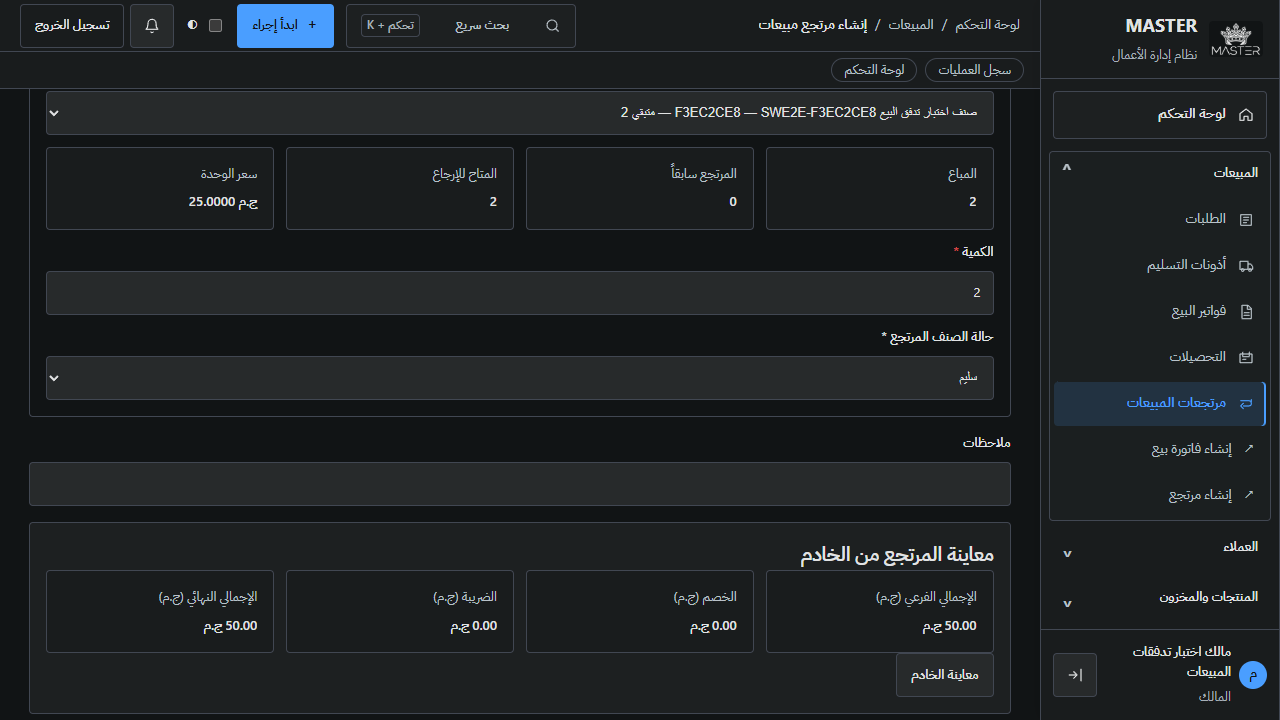 MASTER
نظام إدارة الأعمال
MASTER
لوحة التحكم
المبيعات
الطلبات
أذونات التسليم
فواتير البيع
التحصيلات
مرتجعات المبيعات
إنشاء فاتورة بيع
إنشاء مرتجع
العملاء
المنتجات والمخزون
م
مالك اختبار تدفقات المبيعات
المالك
لوحة التحكم / المبيعات / إنشاء مرتجع مبيعات
بحث سريع
تحكم + K
+ ابدأ إجراء
تسجيل الخروج
سجل العمليات
لوحة التحكم
صنف اختبار تدفق البيع F3EC2CE8 — SWE2E-F3EC2CE8 — متبقي 2
المباع
2
المرتجع سابقاً
0
المتاح للإرجاع
2
سعر الوحدة
25.0000 ج.م
الكمية *
2
حالة الصنف المرتجع *
سليم
ملاحظات
معاينة المرتجع من الخادم
الإجمالي الفرعي (ج.م)
50.00 ج.م
الخصم (ج.م)
0.00 ج.م
الضريبة (ج.م)
0.00 ج.م
الإجمالي النهائي (ج.م)
50.00 ج.م
معاينة الخادم